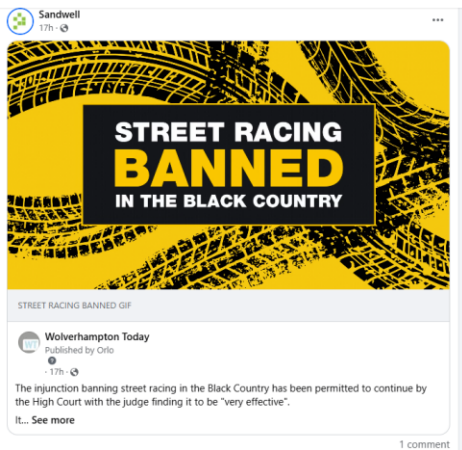 Sandwell
17h ·
STREET RACING
BANNED
IN THE BLACK COUNTRY
STREET RACING BANNED GIF
WT
Wolverhampton Today
Published by Orlo
· 17h ·
The injunction banning street racing in the Black Country has been permitted to continue by
the High Court with the judge finding it to be "very effective".
It... See more
1 comment